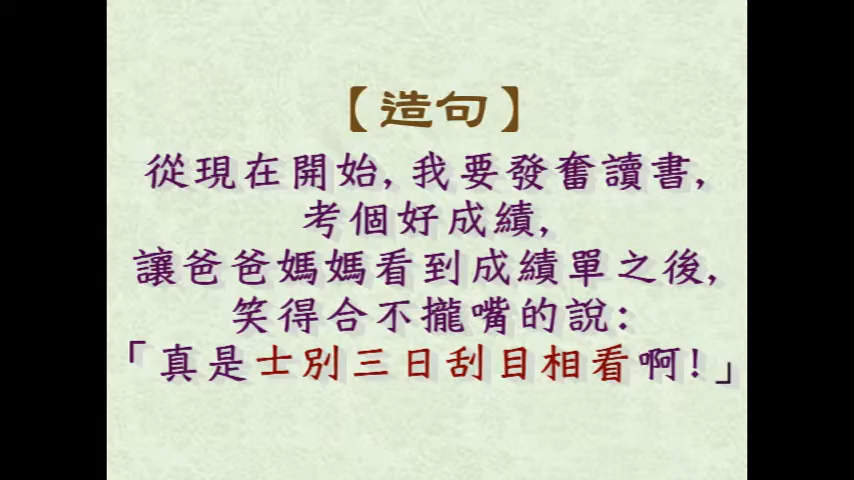 【造句】
從現在開始,我要發奮讀書,
考個好成績,
讓爸爸媽媽看到成績單之後,
笑得合不攏嘴的說:
「真是士別三日刮目相看啊!」